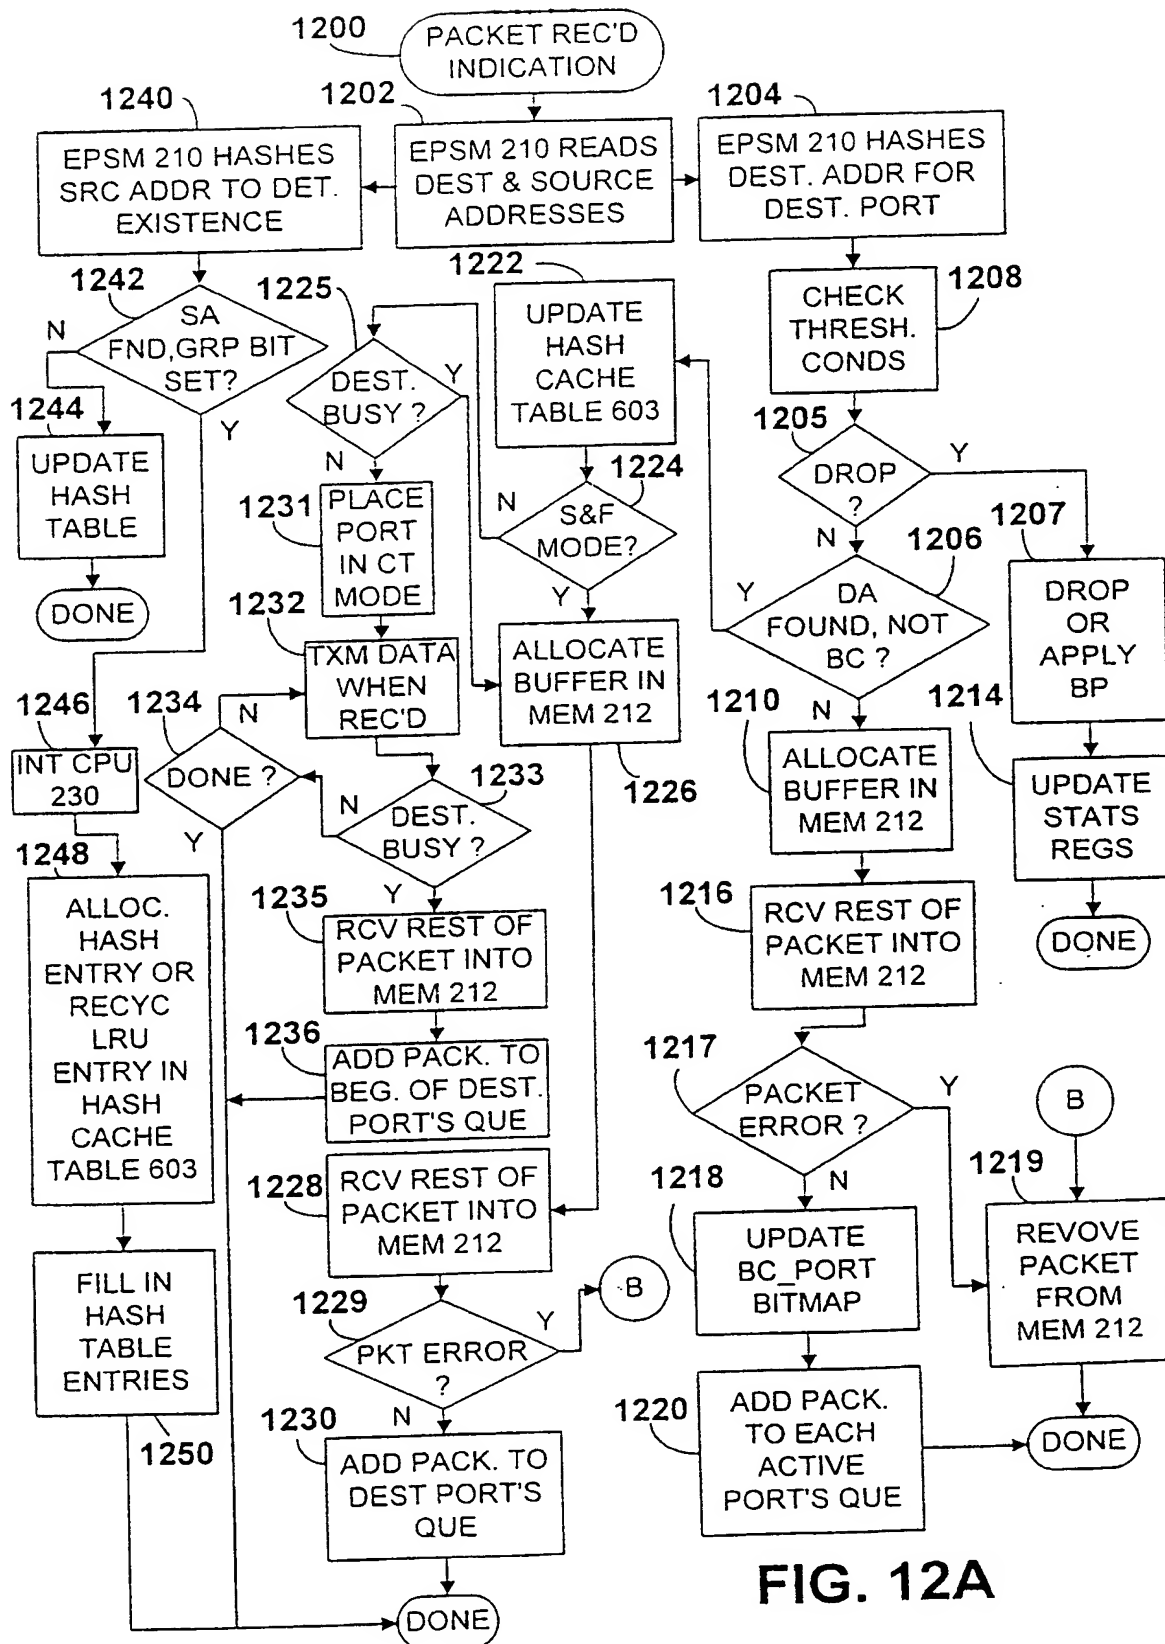 1200
PACKET REC'D
INDICATION
1240
1202
1204
EPSM 210 HASHES
SRC ADDR TO DET.
EXISTENCE
EPSM 210 READS
DEST & SOURCE
ADDRESSES
EPSM 210 HASHES
DEST. ADDR FOR
DEST. PORT
1242
SA
FND,GRP BIT
SET?
N
Y
1244
UPDATE
HASH
TABLE
DONE
1246
INT CPU
230
1248
ALLOC.
HASH
ENTRY OR
RECYC
LRU
ENTRY IN
HASH
CACHE
TABLE 603
FILL IN
HASH
TABLE
ENTRIES
1250
1225
DEST.
BUSY ?
Y
N
1231
PLACE
PORT
IN CT
MODE
1232
TXM DATA
WHEN
REC'D
1234
N
DONE ?
Y
1233
N
DEST.
BUSY ?
Y
1235
RCV REST OF
PACKET INTO
MEM 212
1236
ADD PACK. TO
BEG. OF DEST.
PORT'S QUE
1222
UPDATE
HASH
CACHE
TABLE 603
1224
N
S&F
MODE?
Y
ALLOCATE
BUFFER IN
MEM 212
1226
1228
RCV REST OF
PACKET INTO
MEM 212
1229
PKT ERROR
?
Y
B
N
1230
ADD PACK. TO
DEST PORT'S
QUE
DONE
1208
CHECK
THRESH.
CONDS
1205
DROP
?
Y
N
1207
DROP
OR
APPLY
BP
1214
UPDATE
STATS
REGS
DONE
1206
Y
DA
FOUND, NOT
BC ?
N
1210
ALLOCATE
BUFFER IN
MEM 212
1216
RCV REST OF
PACKET INTO
MEM 212
1217
PACKET
ERROR ?
Y
N
B
1218
UPDATE
BC_PORT
BITMAP
1219
REVOVE
PACKET
FROM
MEM 212
1220
ADD PACK.
TO EACH
ACTIVE
PORT'S QUE
DONE
FIG. 12A